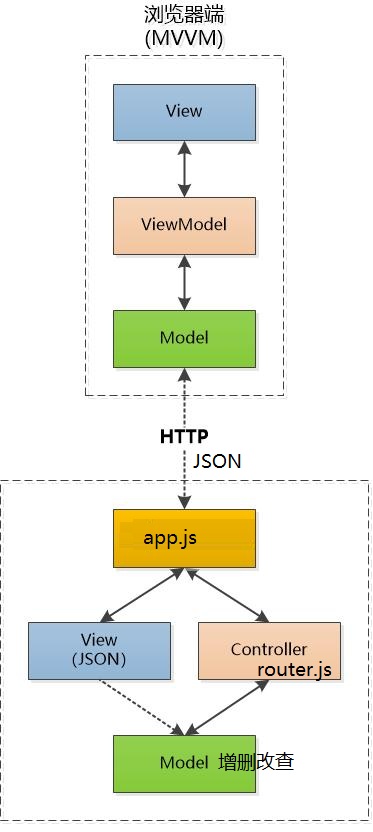 浏览器端
(MVVM)
View
ViewModel
Model
HTTP
JSON
app.js
View
(JSON)
Controller
router.js
Model 增删改查